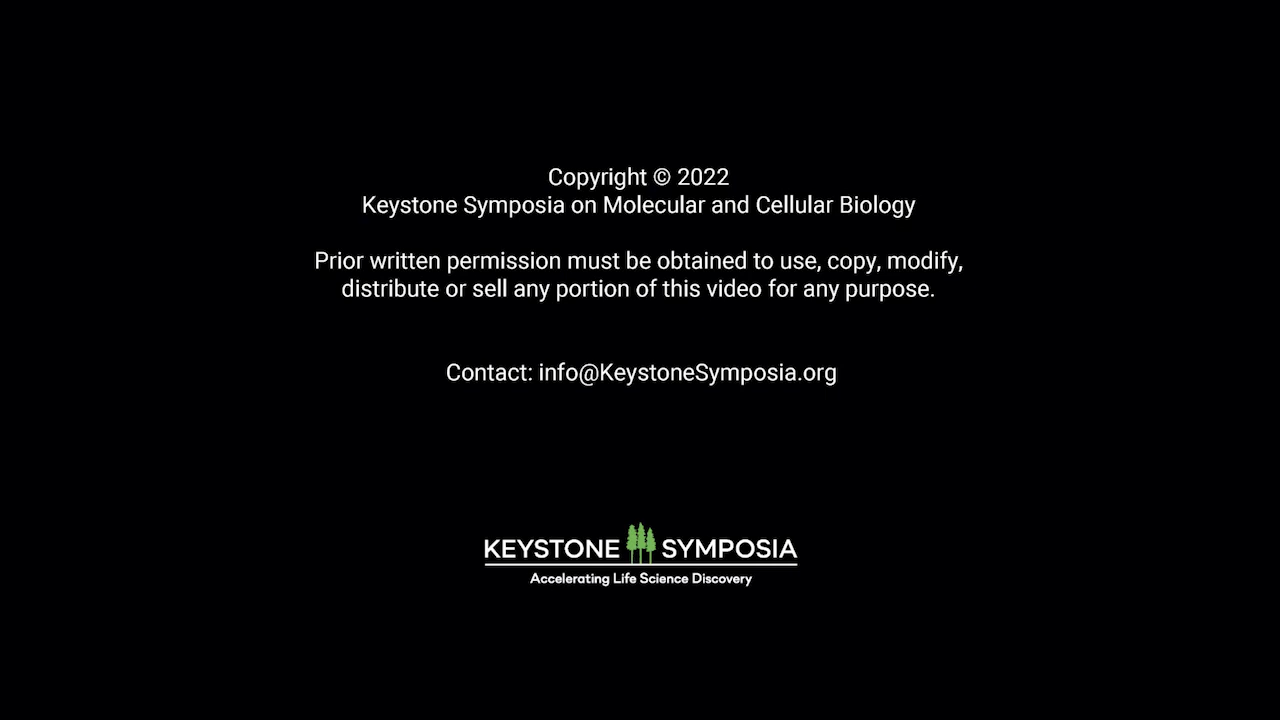 Copyright © 2022
Keystone Symposia on Molecular and Cellular Biology
Prior written permission must be obtained to use, copy, modify,
distribute or sell any portion of this video for any purpose.
Contact: info@KeystoneSymposia.org
KEYSTONE SYMPOSIA
Accelerating Life Science Discovery